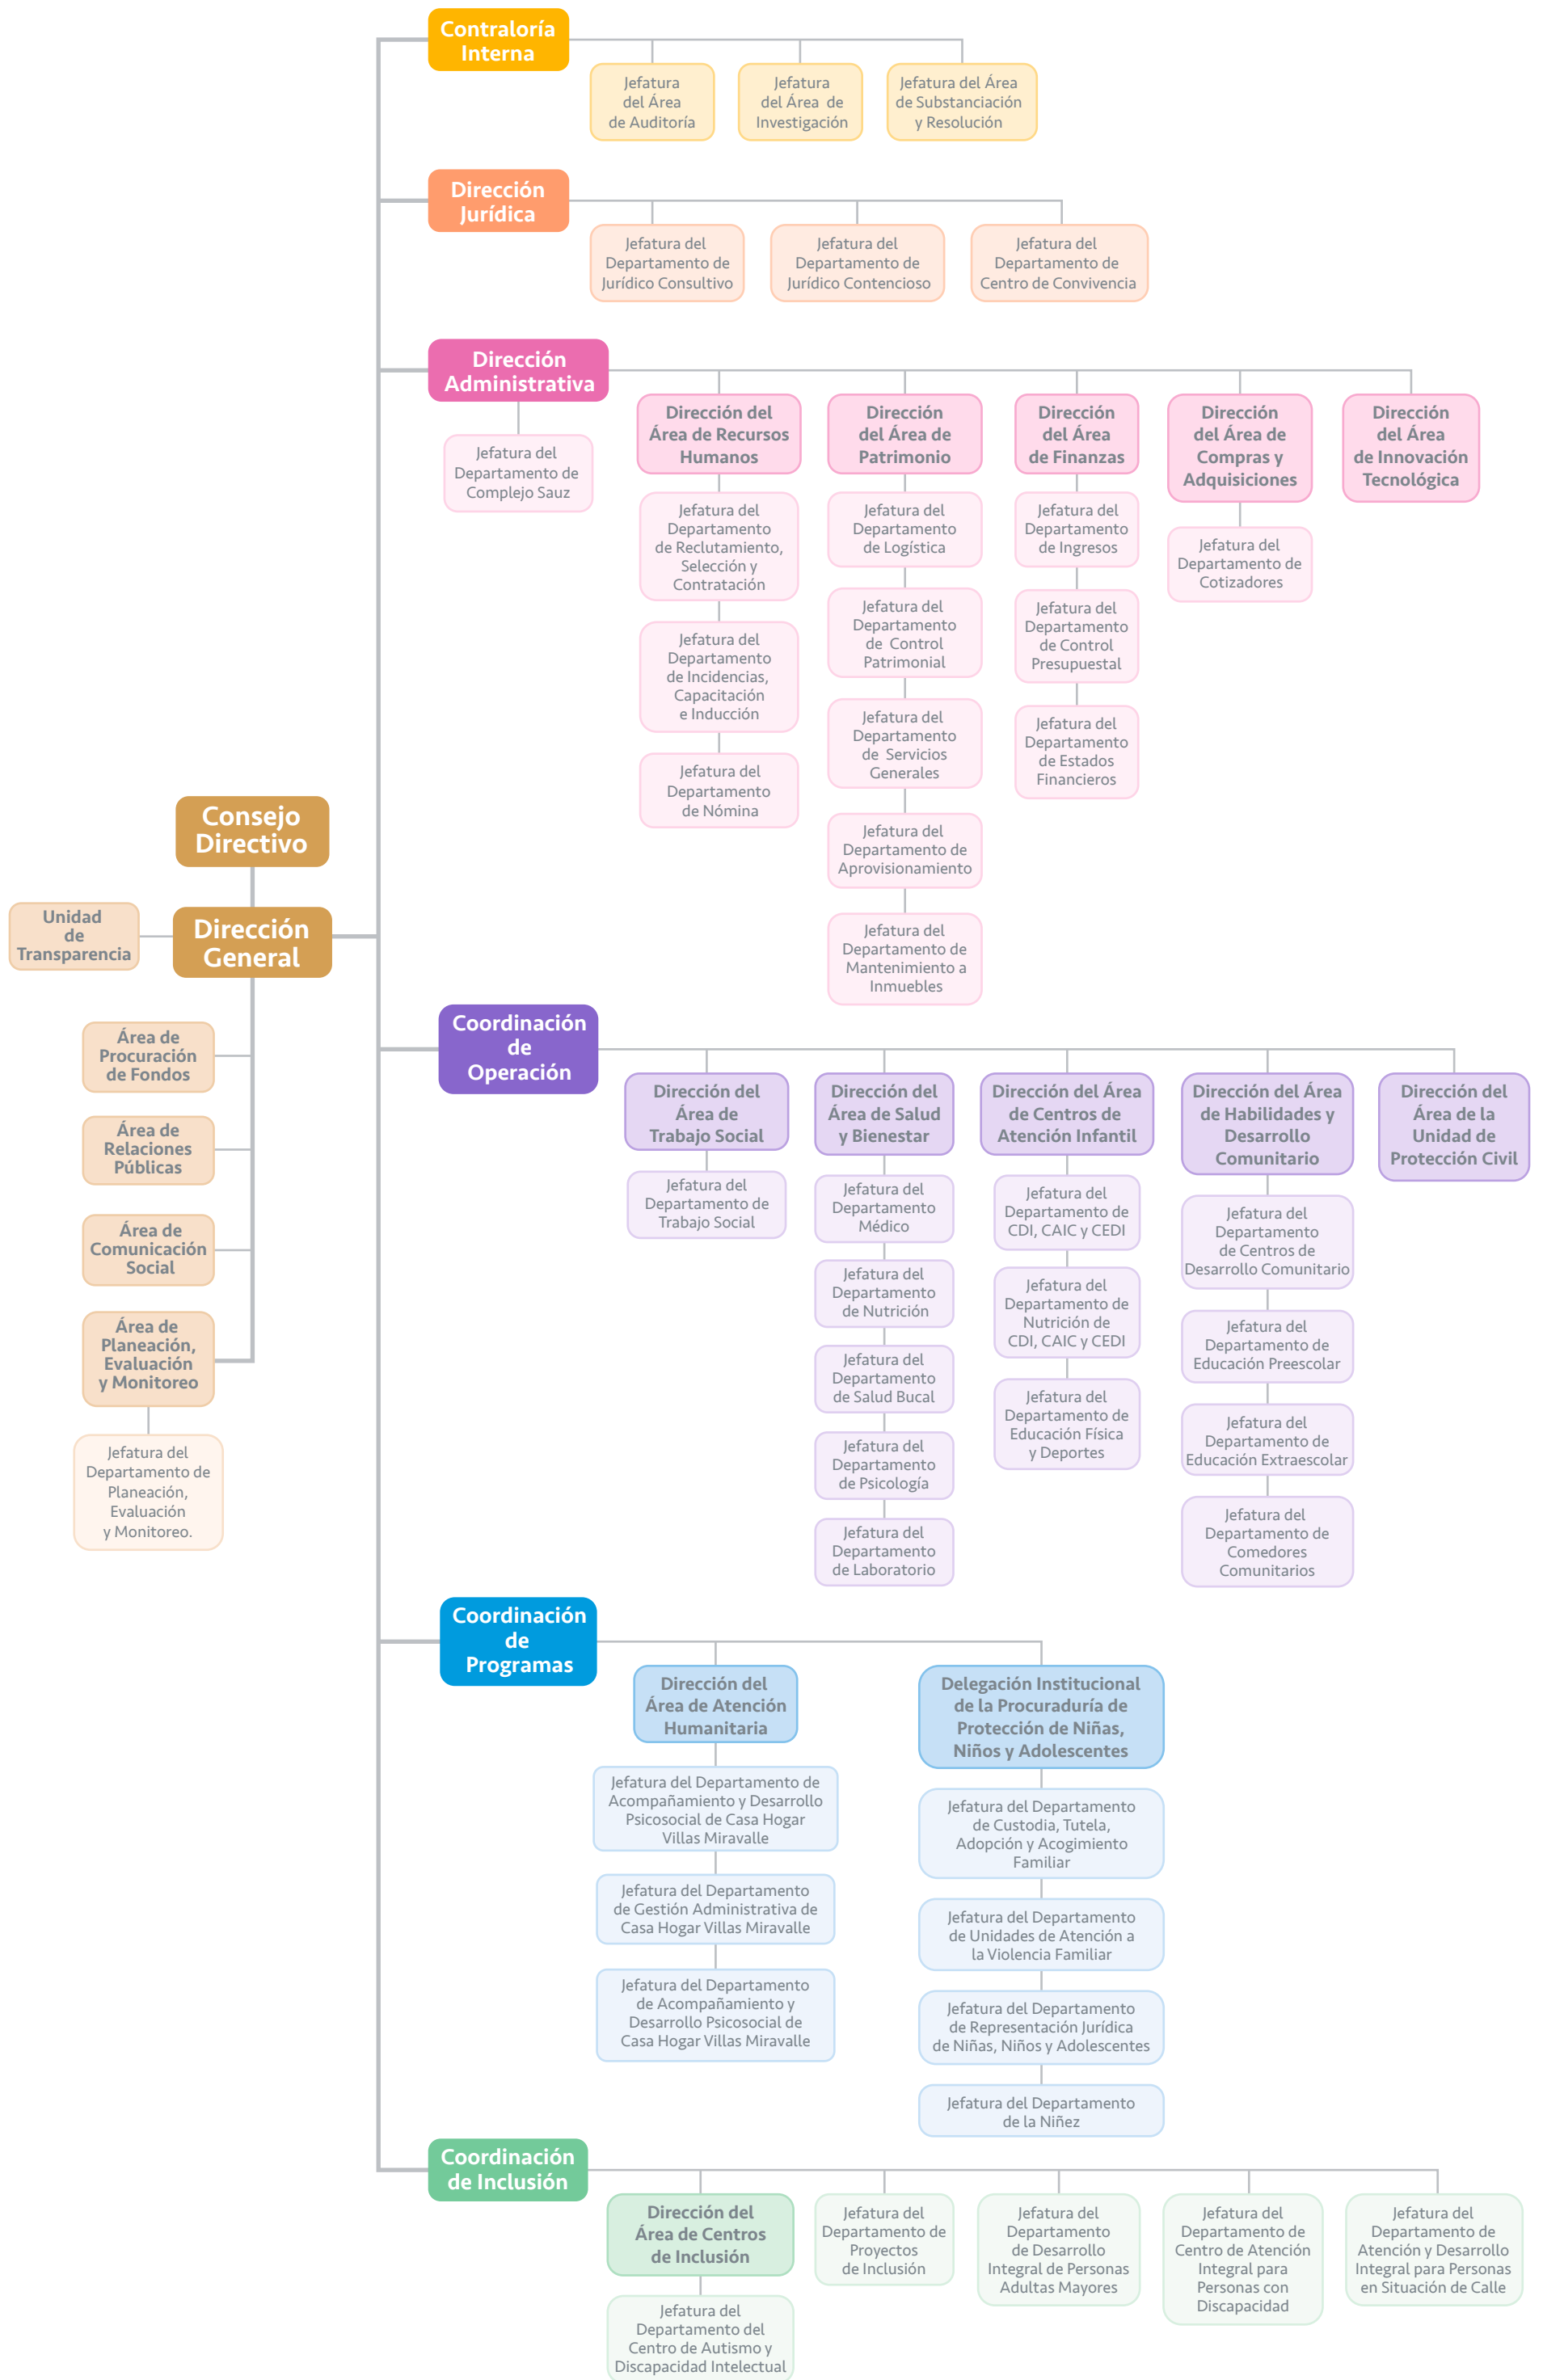 Contraloría
Interna
Jefatura
del Área
de Auditoría
Jefatura
del Área de
Investigación
Jefatura del Área
de Substanciación
y Resolución
Dirección
Jurídica
Jefatura del
Departamento de
Jurídico Consultivo
Jefatura del
Departamento de
Jurídico Contencioso
Jefatura del
Departamento de
Centro de Convivencia
Dirección
Administrativa
Jefatura del
Departamento de
Complejo Sauz
Dirección del
Área de Recursos
Humanos
Jefatura del
Departamento
de Reclutamiento,
Selección y
Contratación
Jefatura del
Departamento
de Incidencias,
Capacitación
e Inducción
Jefatura del
Departamento
de Nómina
Dirección
del Área de
Patrimonio
Jefatura del
Departamento
de Logística
Jefatura del
Departamento
de Control
Patrimonial
Jefatura del
Departamento
de Servicios
Generales
Jefatura del
Departamento de
Aprovisionamiento
Jefatura del
Departamento de
Mantenimiento a
Inmuebles
Dirección
del Área
de Finanzas
Jefatura del
Departamento
de Ingresos
Jefatura del
Departamento
de Control
Presupuestal
Jefatura del
Departamento
de Estados
Financieros
Dirección
del Área de
Compras y
Adquisiciones
Jefatura del
Departamento de
Cotizadores
Dirección
del Área
de Innovación
Tecnológica
Consejo
Directivo
Unidad
de
Transparencia
Dirección
General
Área de
Procuración
de Fondos
Área de
Relaciones
Públicas
Área de
Comunicación
Social
Área de
Planeación,
Evaluación
y Monitoreo
Jefatura del
Departamento de
Planeación,
Evaluación
y Monitoreo.
Coordinación
de
Operación
Dirección del
Área de
Trabajo Social
Jefatura del
Departamento de
Trabajo Social
Dirección del
Área de Salud
y Bienestar
Jefatura del
Departamento
Médico
Jefatura del
Departamento
de Nutrición
Jefatura del
Departamento
de Salud Bucal
Jefatura del
Departamento
de Psicología
Jefatura del
Departamento
de Laboratorio
Dirección del Área
de Centros de
Atención Infantil
Jefatura del
Departamento de
CDI, CAIC y CEDI
Jefatura del
Departamento de
Nutrición de
CDI, CAIC y CEDI
Jefatura del
Departamento de
Educación Física
y Deportes
Dirección del Área
de Habilidades y
Desarrollo
Comunitario
Jefatura del
Departamento
de Centros de
Desarrollo Comunitario
Jefatura del
Departamento de
Educación Preescolar
Jefatura del
Departamento de
Educación Extraescolar
Jefatura del
Departamento de
Comedores
Comunitarios
Dirección del
Área de la
Unidad de
Protección Civil
Coordinación
de
Programas
Dirección del
Área de Atención
Humanitaria
Jefatura del Departamento de
Acompañamiento y Desarrollo
Psicosocial de Casa Hogar
Villas Miravalle
Jefatura del Departamento
de Gestión Administrativa de
Casa Hogar Villas Miravalle
Jefatura del Departamento
de Acompañamiento y
Desarrollo Psicosocial de
Casa Hogar Villas Miravalle
Delegación Institucional
de la Procuraduría de
Protección de Niñas,
Niños y Adolescentes
Jefatura del Departamento
de Custodia, Tutela,
Adopción y Acogimiento
Familiar
Jefatura del Departamento
de Unidades de Atención a
la Violencia Familiar
Jefatura del Departamento
de Representación Jurídica
de Niñas, Niños y Adolescentes
Jefatura del Departamento
de la Niñez
Coordinación
de Inclusión
Dirección del
Área de Centros
de Inclusión
Jefatura del
Departamento del
Centro de Autismo y
Discapacidad Intelectual
Jefatura del
Departamento de
Proyectos
de Inclusión
Jefatura del
Departamento
de Desarrollo
Integral de Personas
Adultas Mayores
Jefatura del
Departamento de
Centro de Atención
Integral para
Personas con
Discapacidad
Jefatura del
Departamento de
Atención y Desarrollo
Integral para Personas
en Situación de Calle